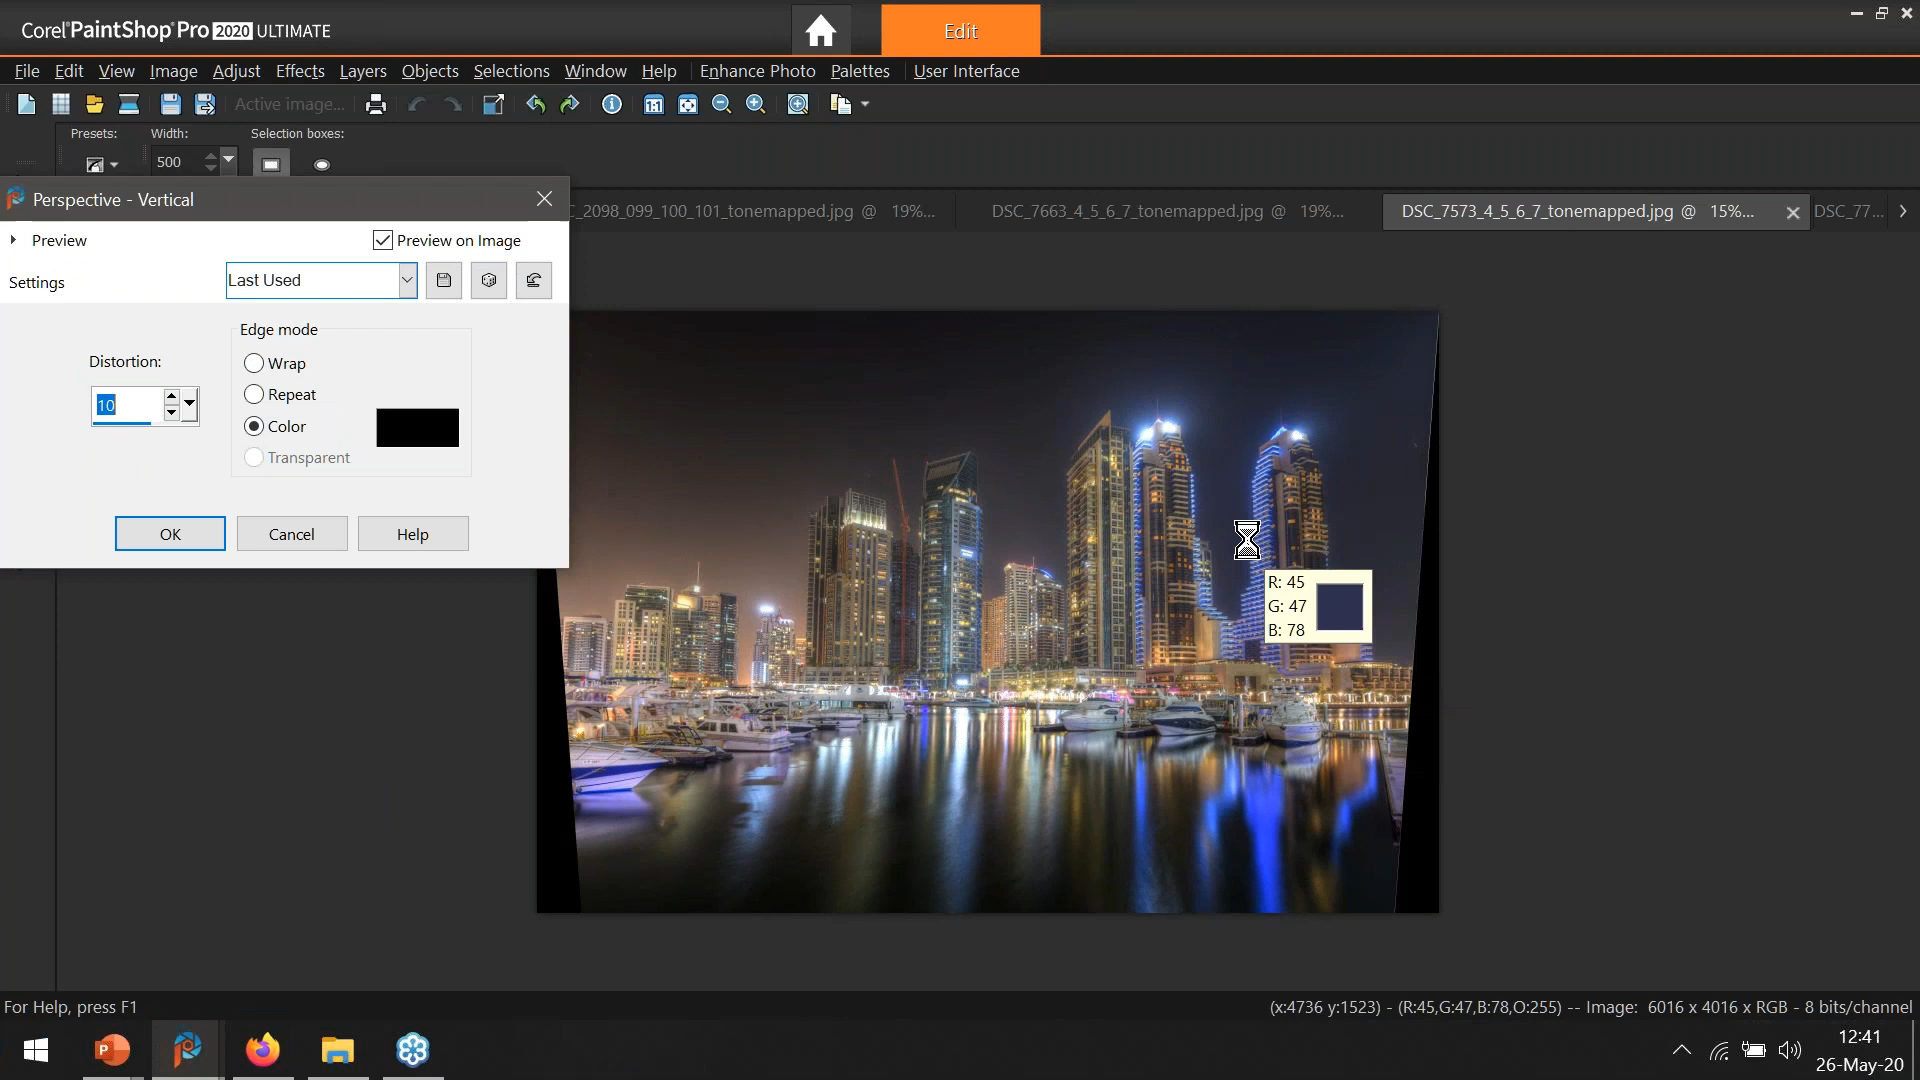 Corel PaintShop Pro 2020 ULTIMATE
Edit
File Edit View Image Adjust Effects Layers Objects Selections Window Help Enhance Photo Palettes User Interface
Active image...
Presets: Width: Selection boxes:
500
Perspective - Vertical
_2098_099_100_101_tonemapped.jpg @ 19%...
DSC_7663_4_5_6_7_tonemapped.jpg @ 19%...
DSC_7573_4_5_6_7_tonemapped.jpg @ 15%...
DSC_77...
Preview
Preview on Image
Settings
Last Used
Edge mode
Distortion:
Wrap
Repeat
10
Color
Transparent
OK Cancel Help
R: 45
G: 47
B: 78
For Help, press F1
(x:4736 y:1523) - (R:45,G:47,B:78,O:255) -- Image: 6016 x 4016 x RGB - 8 bits/channel
12:41
26-May-20